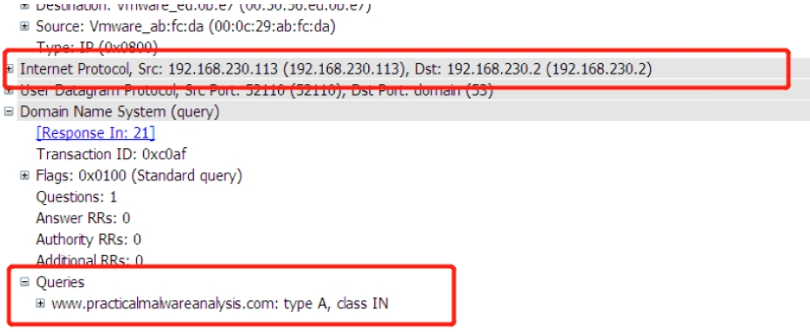 Destination: Vmware_ed:0b:e7 (00:50:56:ed:0b:e7)
Source: Vmware_ab:fc:da (00:0c:29:ab:fc:da)
Type: IP (0x0800)
Internet Protocol, Src: 192.168.230.113 (192.168.230.113), Dst: 192.168.230.2 (192.168.230.2)
User Datagram Protocol, Src Port: 52110 (52110), Dst Port: domain (53)
Domain Name System (query)
[Response In: 21]
Transaction ID: 0xc0af
Flags: 0x0100 (Standard query)
Questions: 1
Answer RRs: 0
Authority RRs: 0
Additional RRs: 0
Queries
www.practicalmalwareanalysis.com: type A, class IN